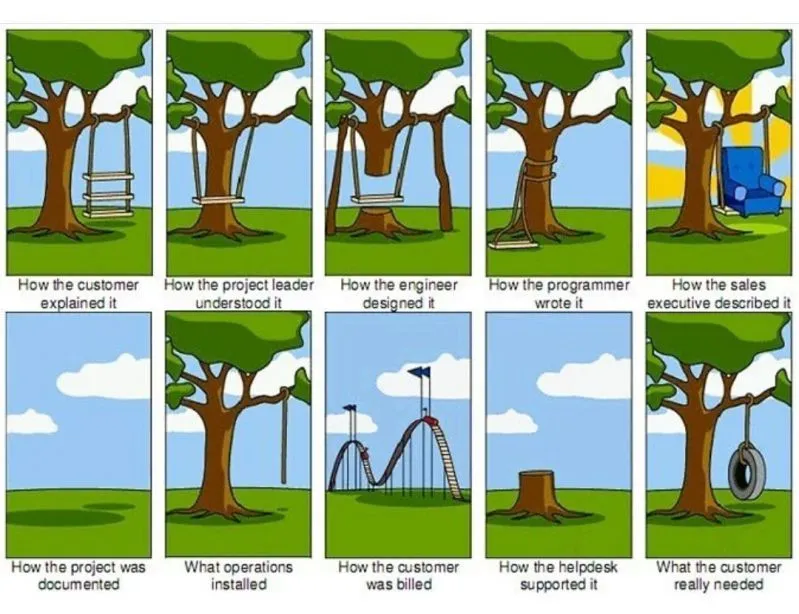 How the customer
explained it
How the project leader
understood it
How the engineer
designed it
How the programmer
wrote it
How the sales
executive described it
How the project was
documented
What operations
installed
How the customer
was billed
How the helpdesk
supported it
What the customer
really needed